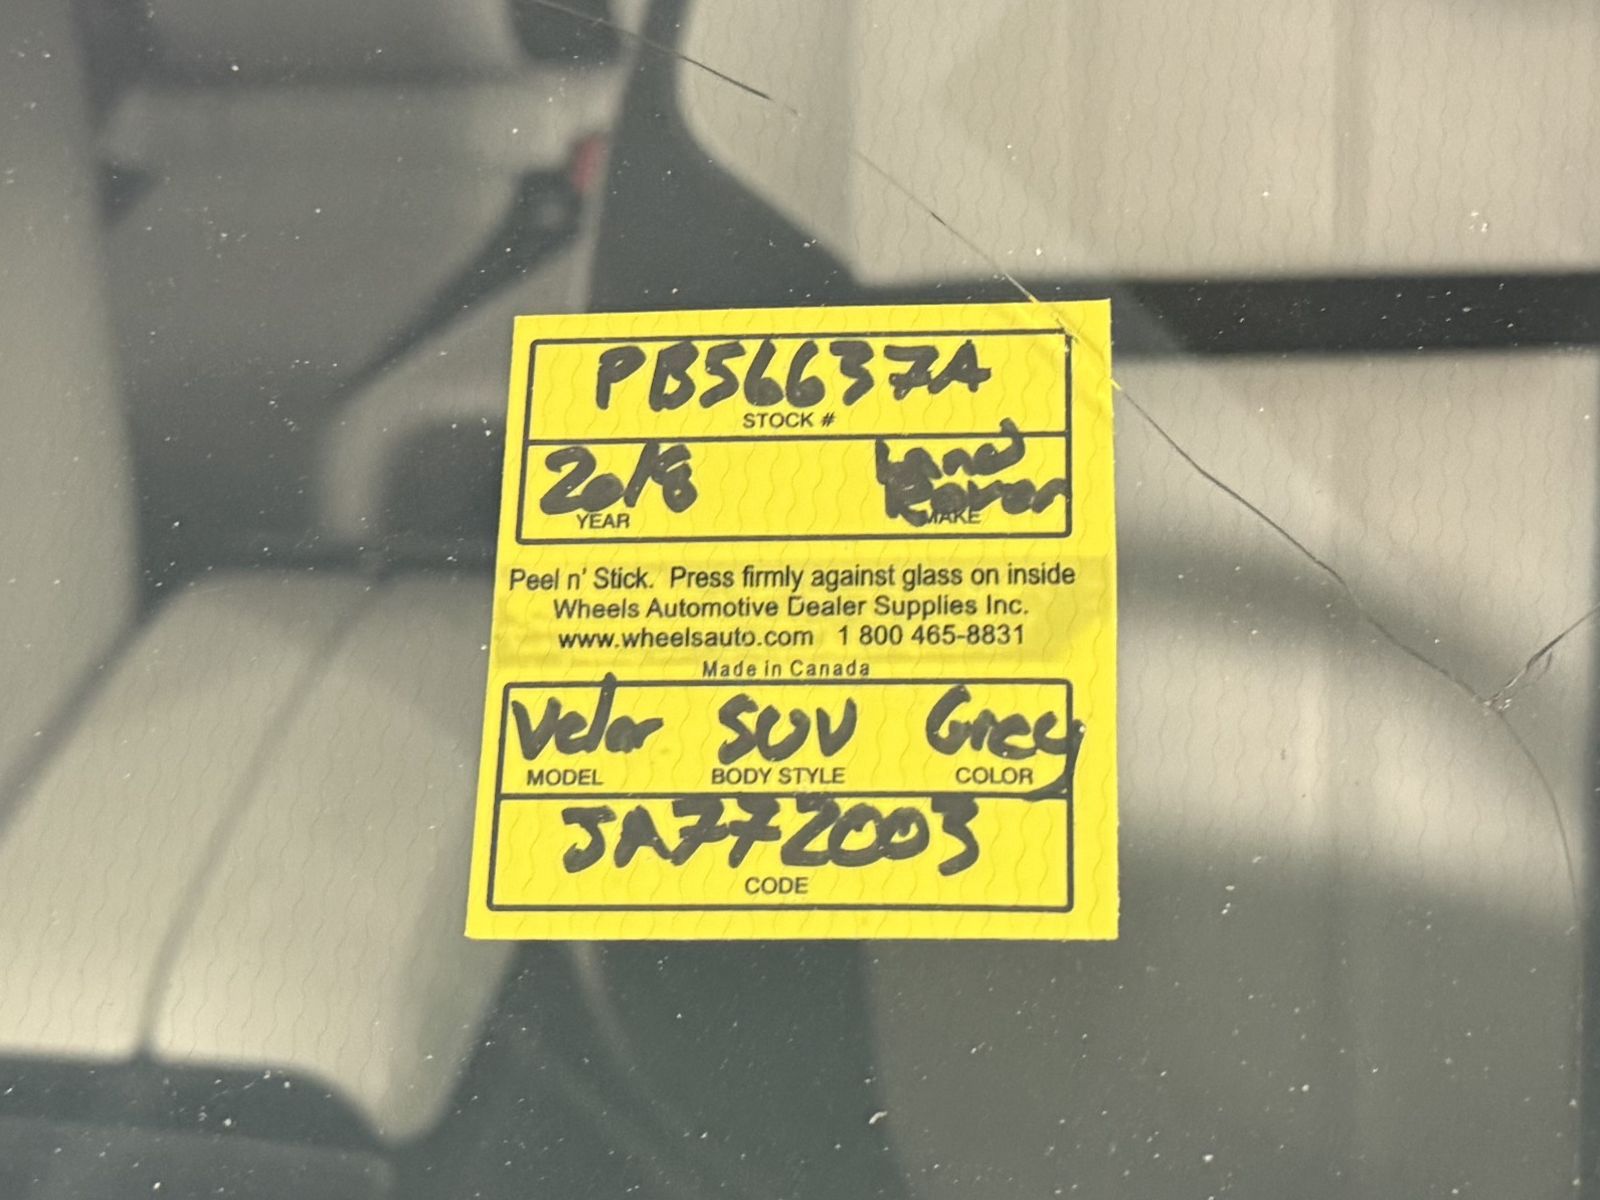 PB56637A
STOCK #
2018 Land Rover
YEAR MAKE
Peel n' Stick. Press firmly against glass on inside
Wheels Automotive Dealer Supplies Inc.
www.wheelsauto.com 1 800 465-8831
Made in Canada
Velar SUV Grey
MODEL BODY STYLE COLOR
JA772003
CODE